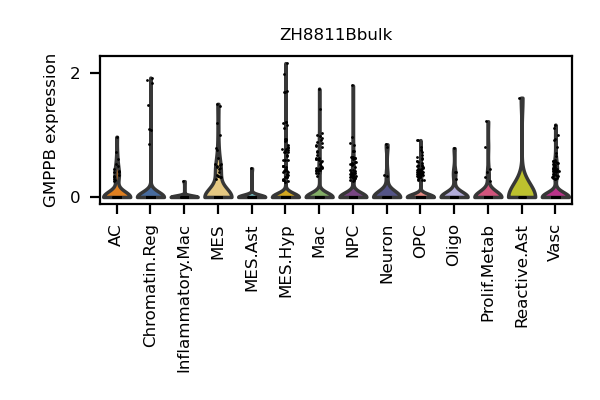 ZH8811Bbulk
GMPPB expression
2
0
AC
Chromatin.Reg
Inflammatory.Mac
MES
MES.Ast
MES.Hyp
Mac
NPC
Neuron
OPC
Oligo
Prolif.Metab
Reactive.Ast
Vasc